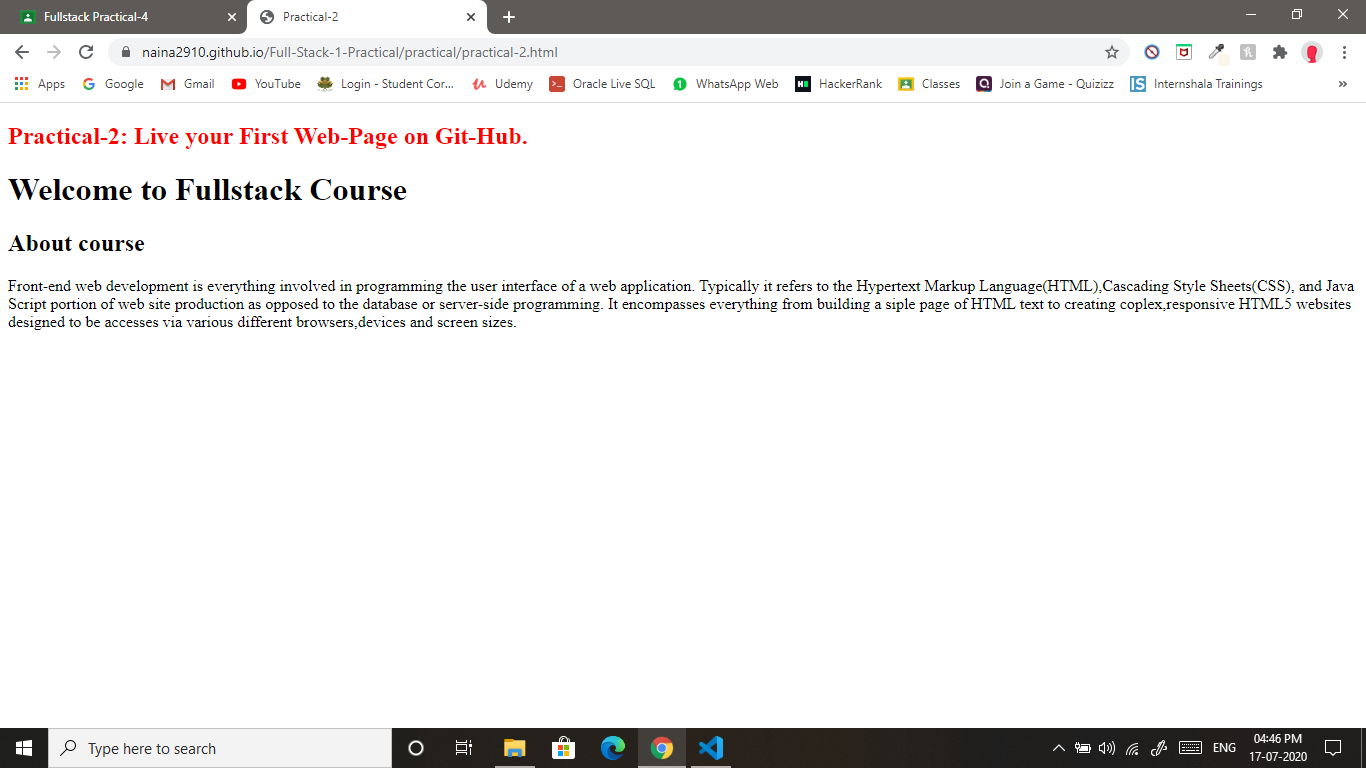 Fullstack Practical-4
Practical-2
naina2910.github.io/Full-Stack-1-Practical/practical/practical-2.html
Apps Google Gmail YouTube Login - Student Cor... Udemy Oracle Live SQL WhatsApp Web HackerRank Classes Join a Game - Quizizz Internshala Trainings »
Practical-2: Live your First Web-Page on Git-Hub.
Welcome to Fullstack Course
About course
Front-end web development is everything involved in programming the user interface of a web application. Typically it refers to the Hypertext Markup Language(HTML),Cascading Style Sheets(CSS), and Java
Script portion of web site production as opposed to the database or server-side programming. It encompasses everything from building a siple page of HTML text to creating coplex,responsive HTML5 websites
designed to be accesses via various different browsers,devices and screen sizes.
Type here to search
ENG
04:46 PM
17-07-2020